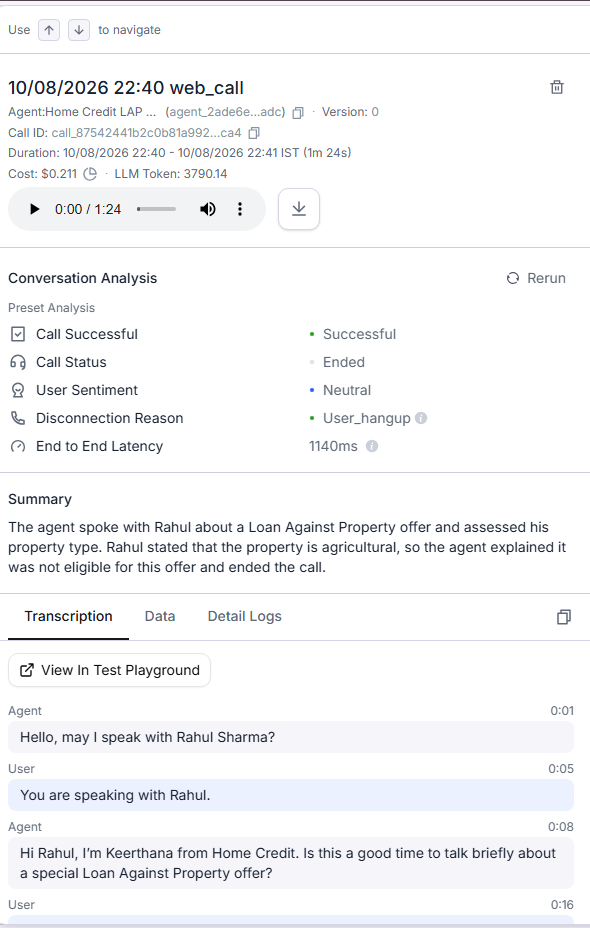 Use ↑ ↓ to navigate
10/08/2026 22:40 web_call
Agent:Home Credit LAP ... (agent_2ade6e...adc) · Version: 0
Call ID: call_87542441b2c0b81a992...ca4
Duration: 10/08/2026 22:40 - 10/08/2026 22:41 IST (1m 24s)
Cost: $0.211 · LLM Token: 3790.14
0:00 / 1:24
Conversation Analysis
Rerun
Preset Analysis
Call Successful
Successful
Call Status
Ended
User Sentiment
Neutral
Disconnection Reason
User_hangup
End to End Latency
1140ms
Summary
The agent spoke with Rahul about a Loan Against Property offer and assessed his
property type. Rahul stated that the property is agricultural, so the agent explained it
was not eligible for this offer and ended the call.
Transcription
Data
Detail Logs
View In Test Playground
Agent
0:01
Hello, may I speak with Rahul Sharma?
User
0:05
You are speaking with Rahul.
Agent
0:08
Hi Rahul, I’m Keerthana from Home Credit. Is this a good time to talk briefly about
a special Loan Against Property offer?
User
0:16